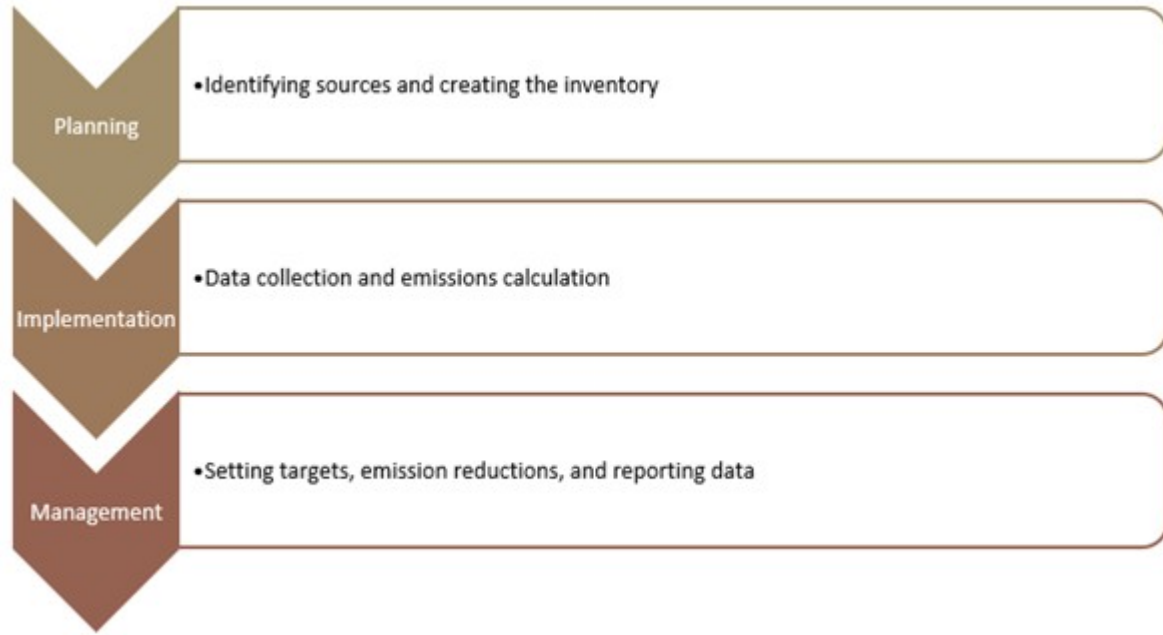 Planning
•Identifying sources and creating the inventory
Implementation
•Data collection and emissions calculation
Management
•Setting targets, emission reductions, and reporting data